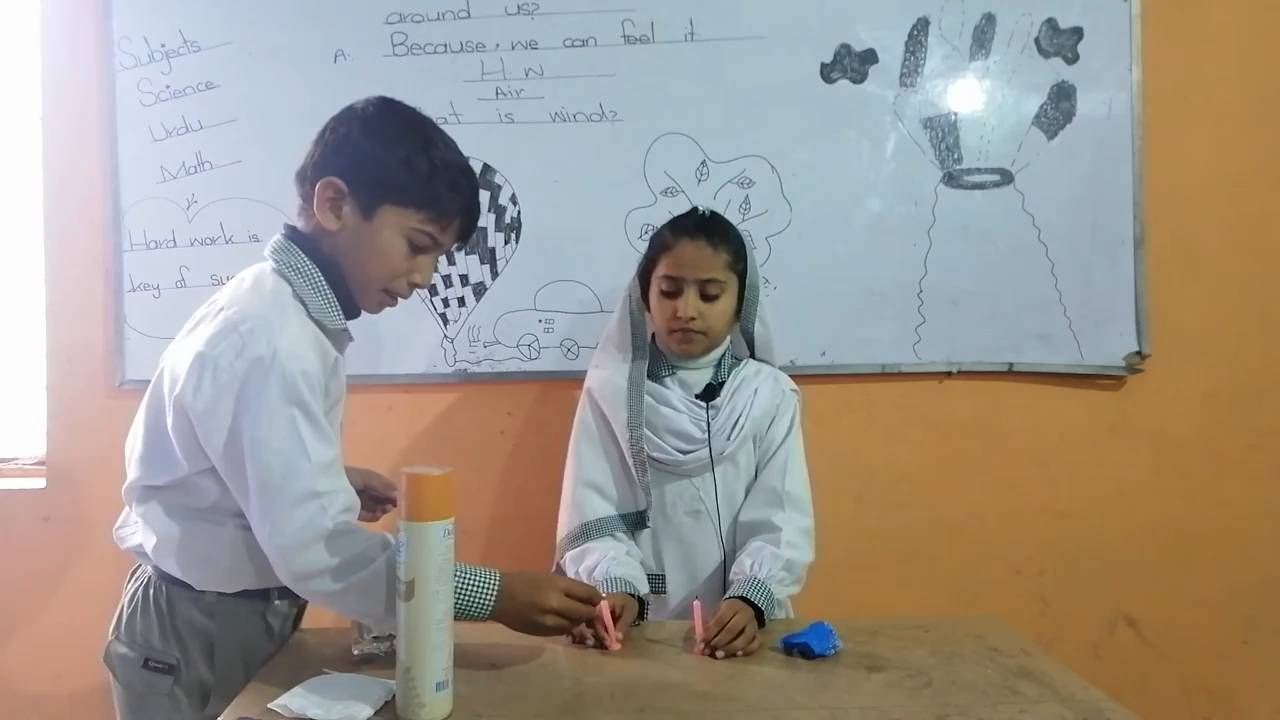 Subjects
Science
Urdu
Math
Hard work is
key of
around us?
A: Because, we can feel it
H.W
Air
is wind?